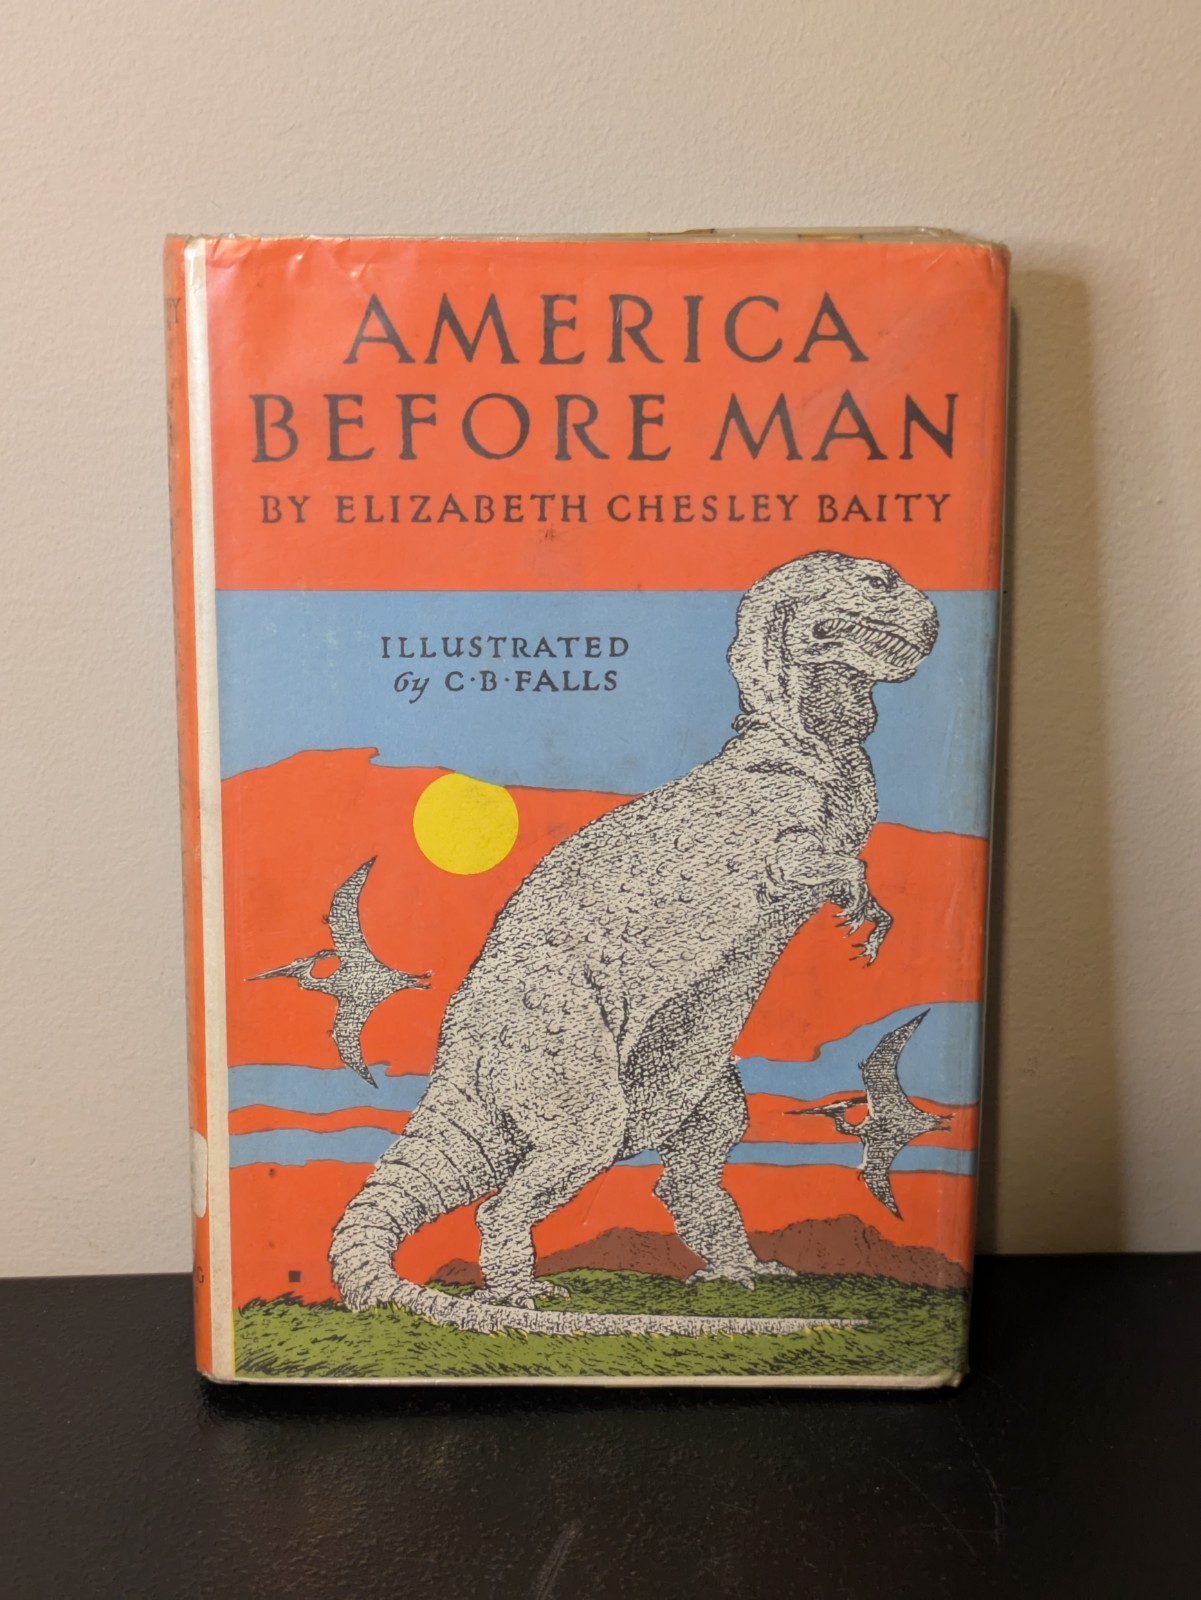 AMERICA
BEFORE MAN
BY ELIZABETH CHESLEY BAITY
ILLUSTRATED
by C·B·FALLS